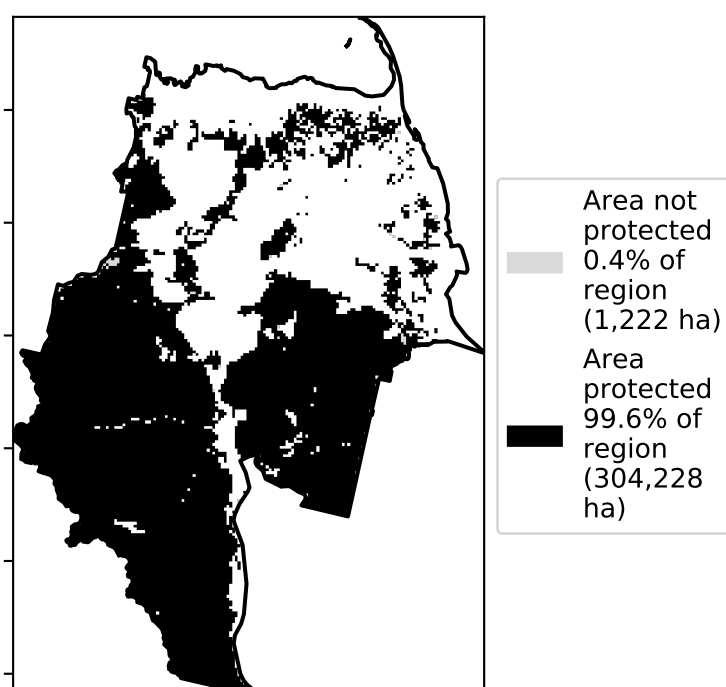 Area not
protected
0.4% of
region
(1,222 ha)
Area
protected
99.6% of
region
(304,228
ha)